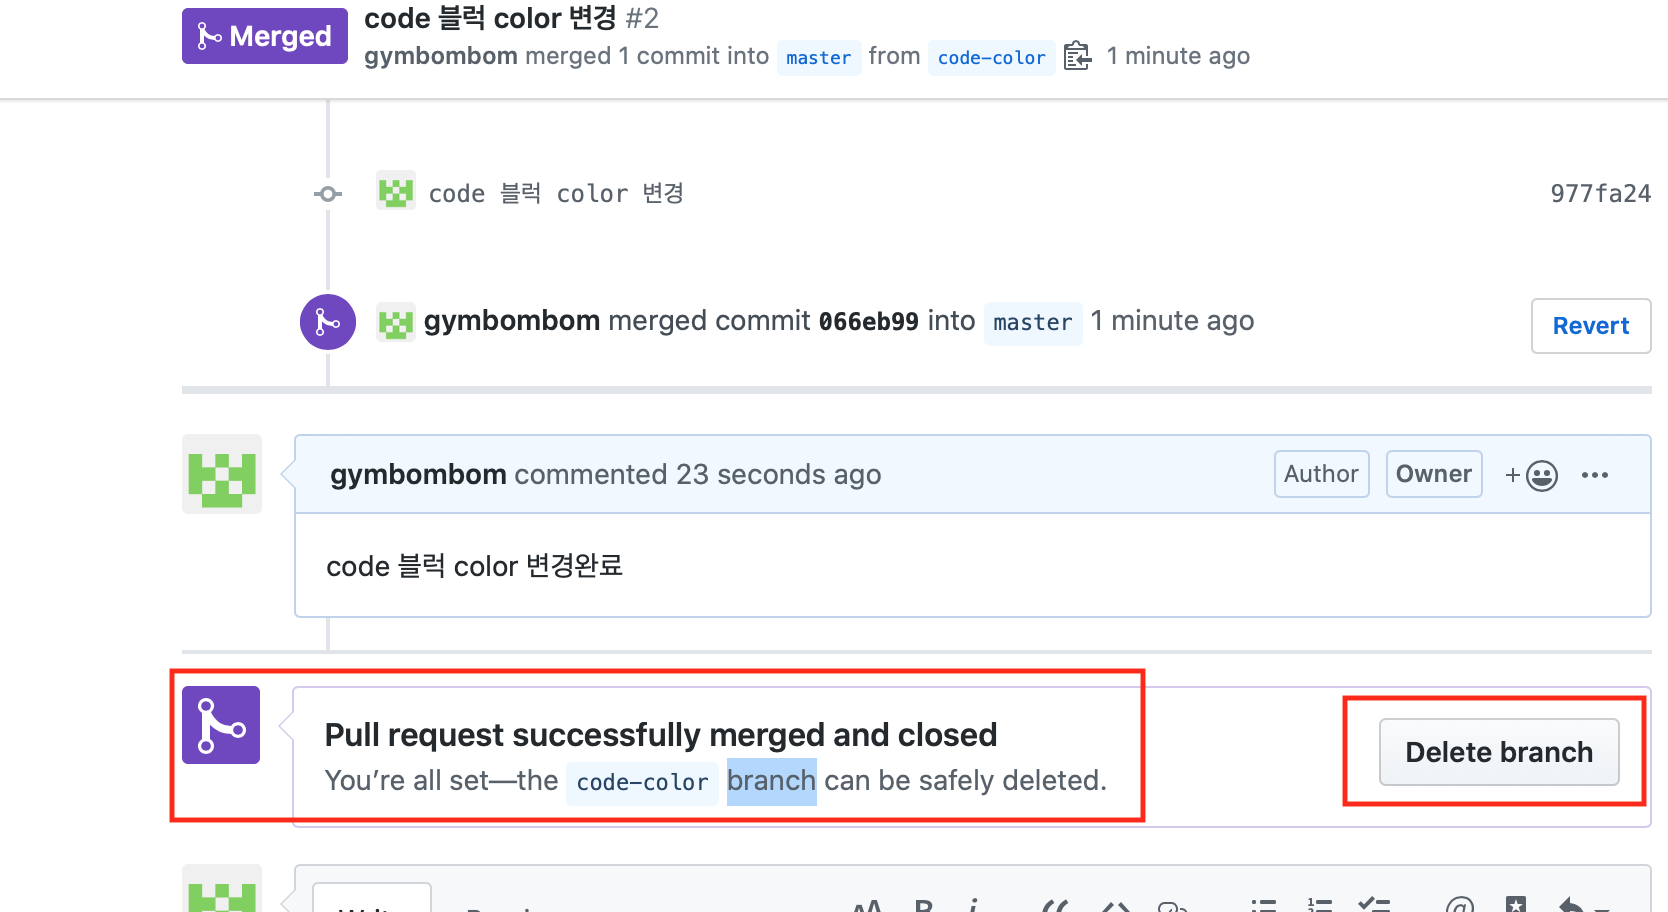 Merged
code 블럭 color 변경 #2
gymbombom merged 1 commit into master from code-color 1 minute ago
code 블럭 color 변경 977fa24
gymbombom merged commit 066eb99 into master 1 minute ago Revert
gymbombom commented 23 seconds ago Author Owner
code 블럭 color 변경완료
Pull request successfully merged and closed
You’re all set—the code-color branch can be safely deleted.
Delete branch